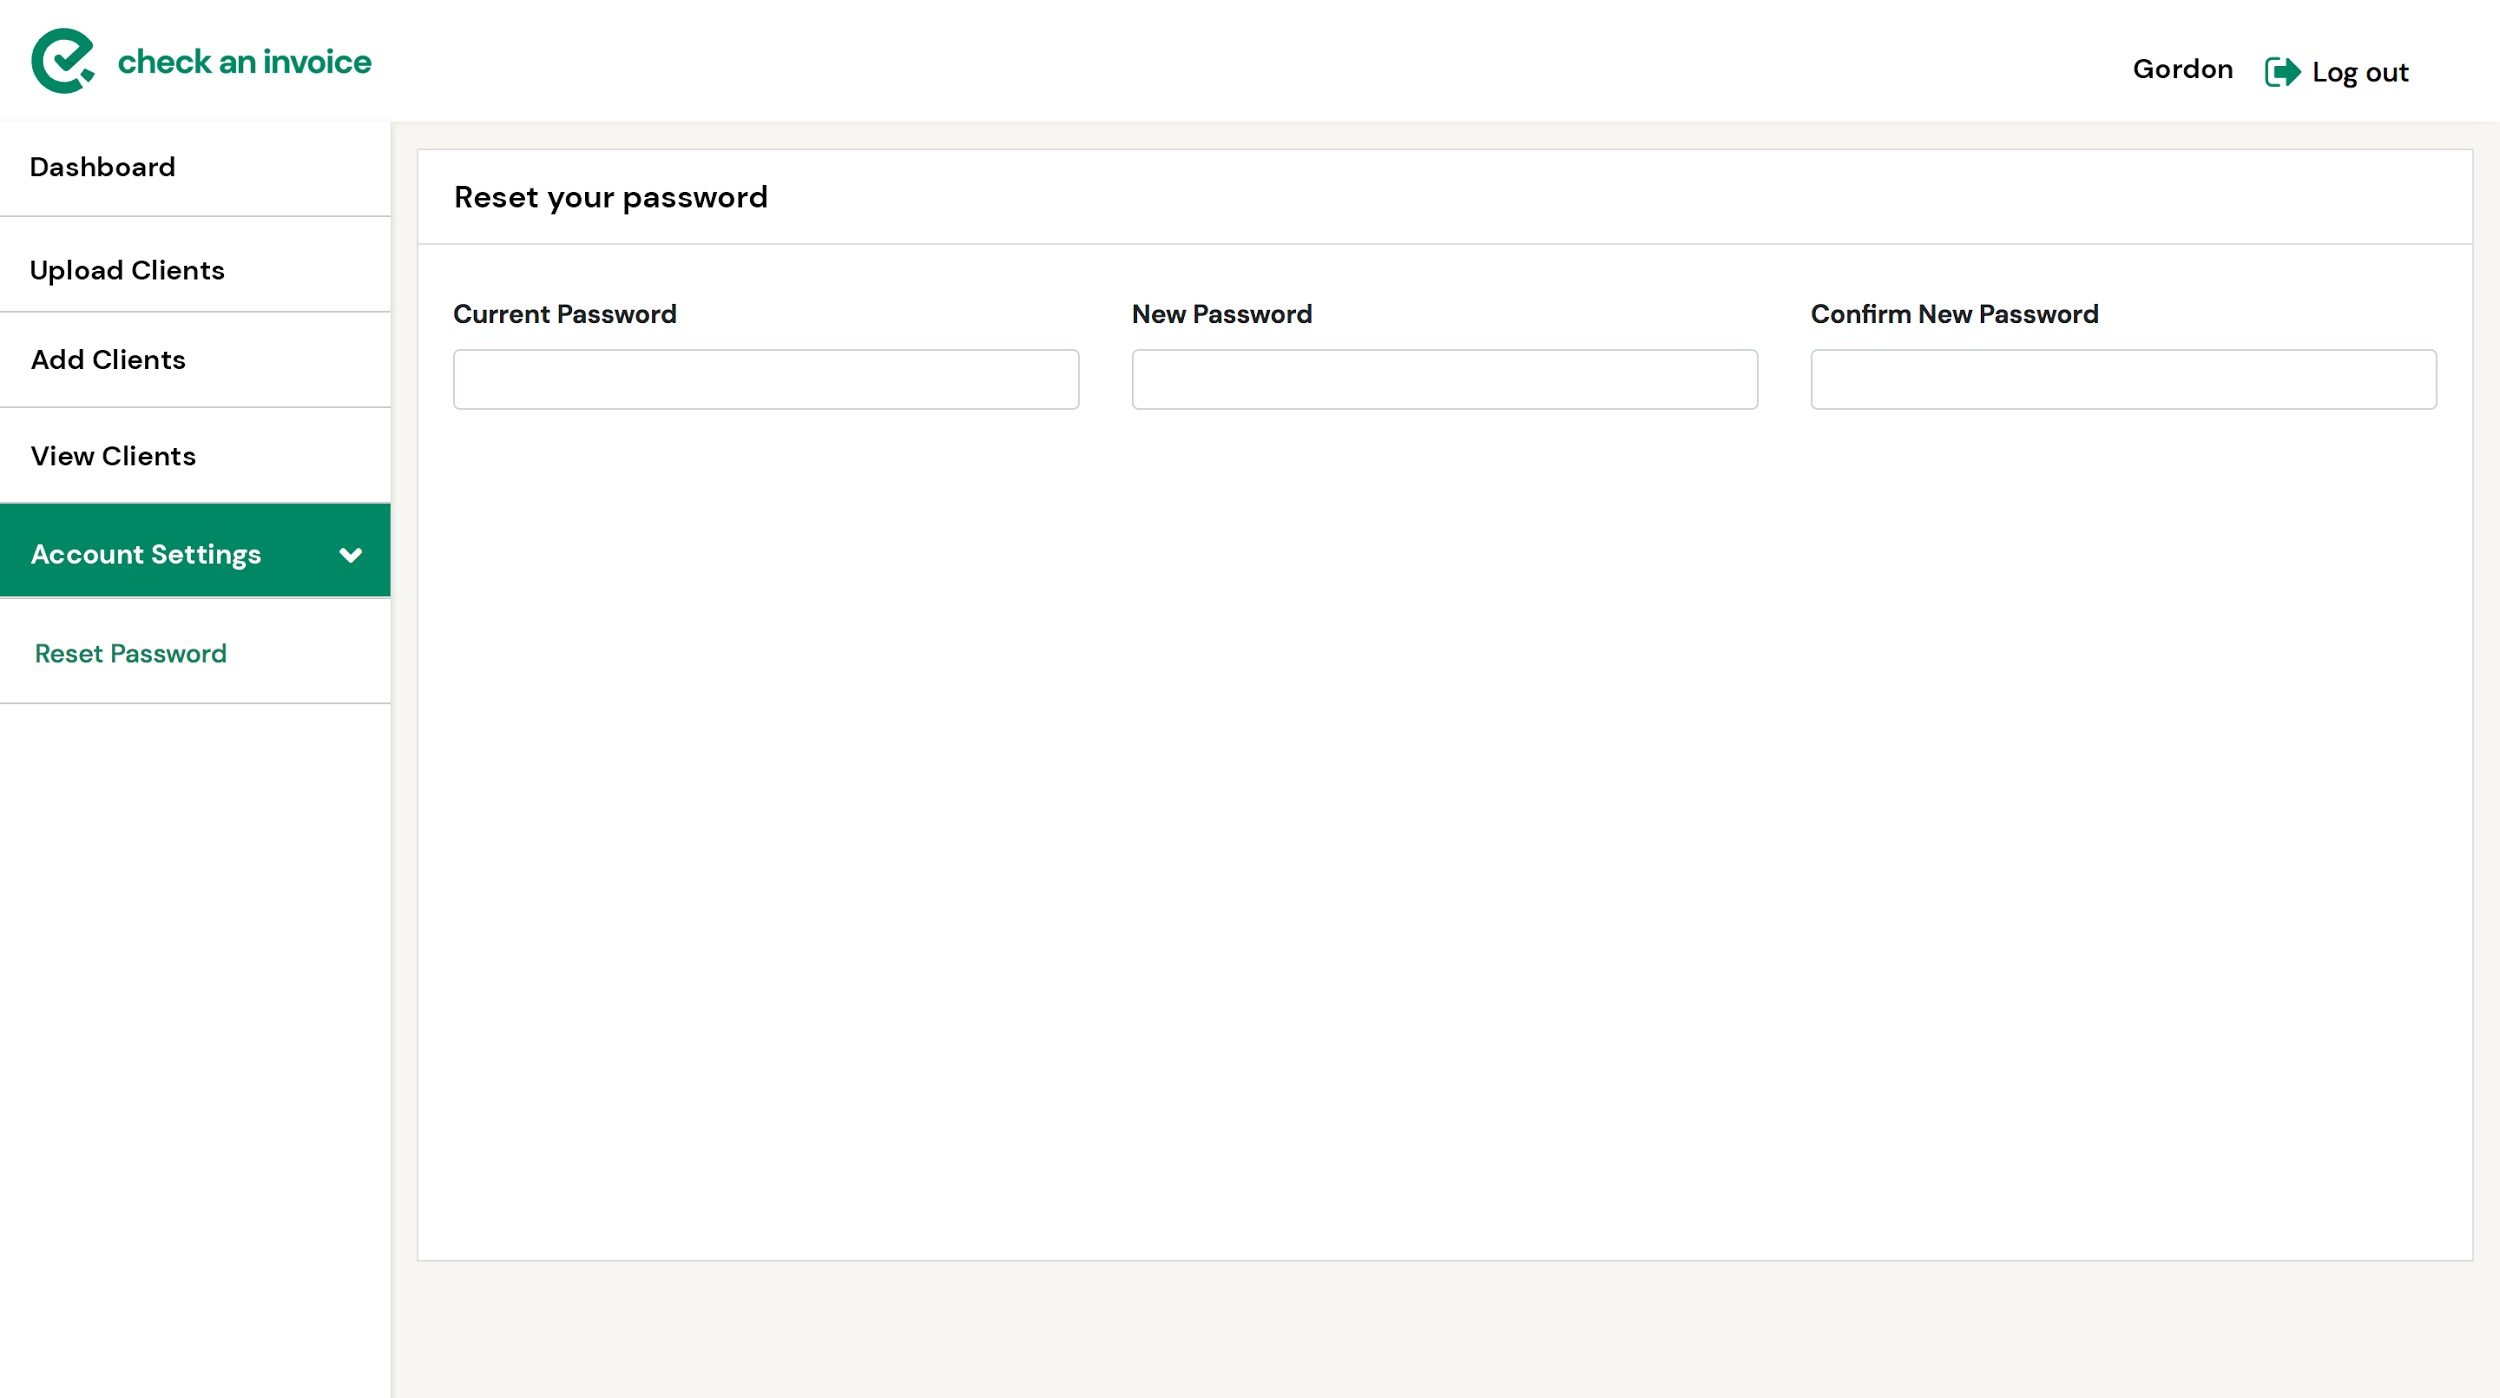 check an invoice
Gordon
Log out
Dashboard
Upload Clients
Add Clients
View Clients
Account Settings
Reset Password
Reset your password
Current Password
New Password
Confirm New Password